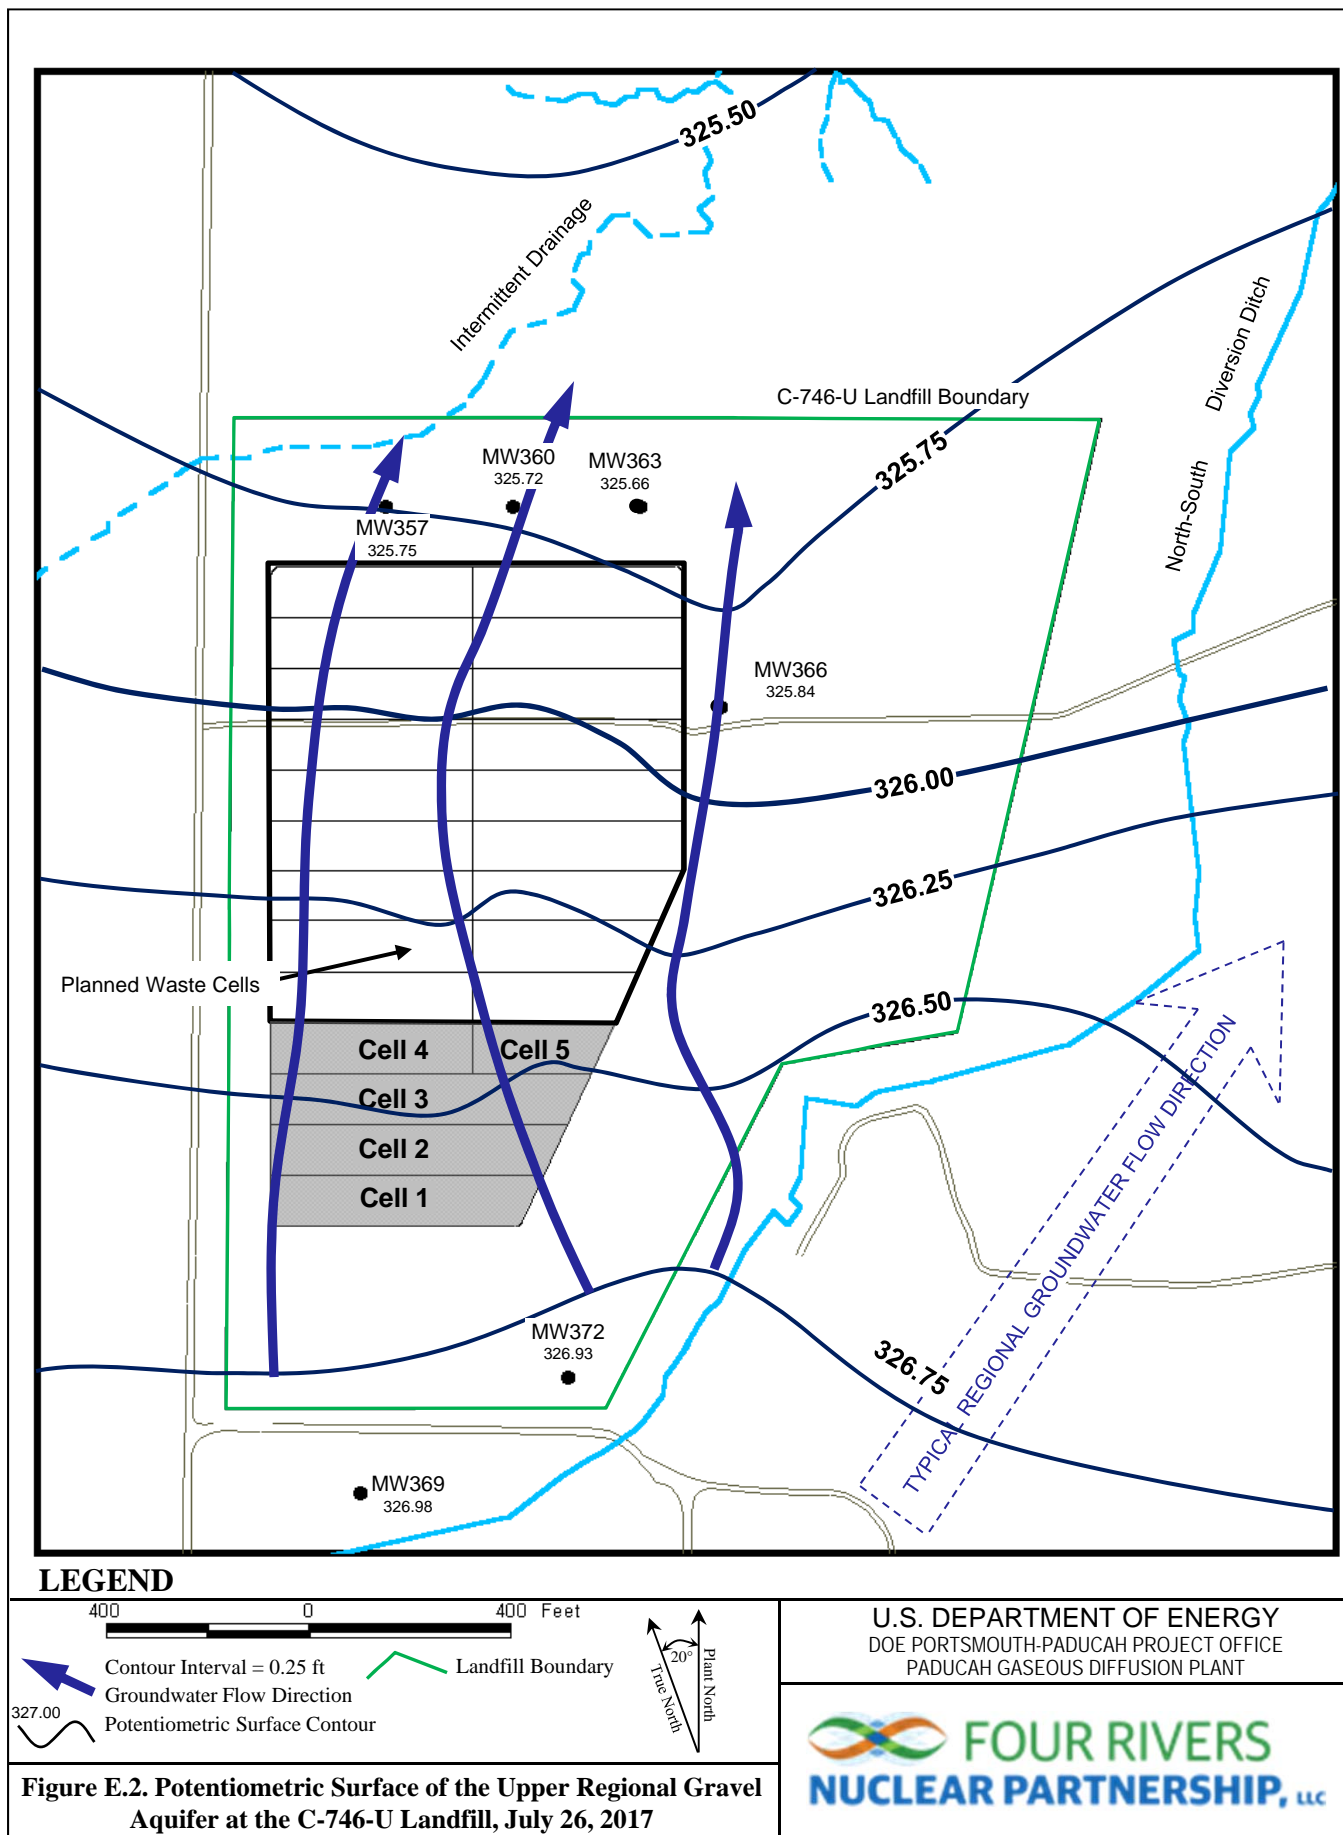 325.50
Intermittent Drainage
Diversion Ditch
C-746-U Landfill Boundary
325.75
MW360
325.72
MW363
325.66
North-South
MW357
325.75
MW366
325.84
326.00
326.25
Planned Waste Cells
326.50
Cell 4
Cell 5
Cell 3
Cell 2
Cell 1
TYPICAL REGIONAL GROUNDWATER FLOW DIRECTION
MW372
326.93
326.75
MW369
326.98
LEGEND
400 0 400 Feet
Contour Interval = 0.25 ft
Landfill Boundary
Groundwater Flow Direction
327.00
Potentiometric Surface Contour
20°
True North
Plant North
U.S. DEPARTMENT OF ENERGY
DOE PORTSMOUTH-PADUCAH PROJECT OFFICE
PADUCAH GASEOUS DIFFUSION PLANT
FOUR RIVERS
NUCLEAR PARTNERSHIP, LLC
Figure E.2. Potentiometric Surface of the Upper Regional Gravel
Aquifer at the C-746-U Landfill, July 26, 2017